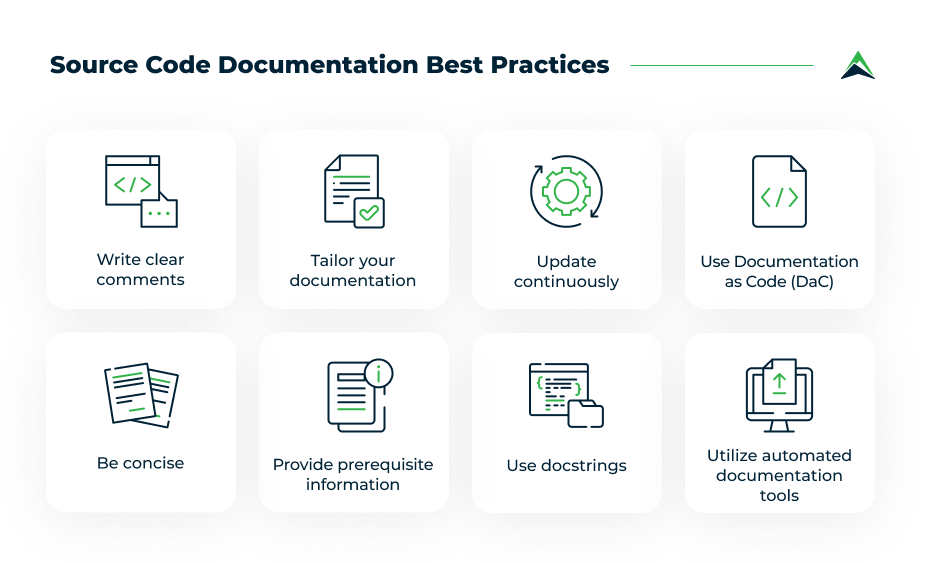 Source Code Documentation Best Practices
Write clear
comments
Tailor your
documentation
Update
continuously
Use Documentation
as Code (DaC)
Be concise
Provide prerequisite
information
Use docstrings
Utilize automated
documentation
tools